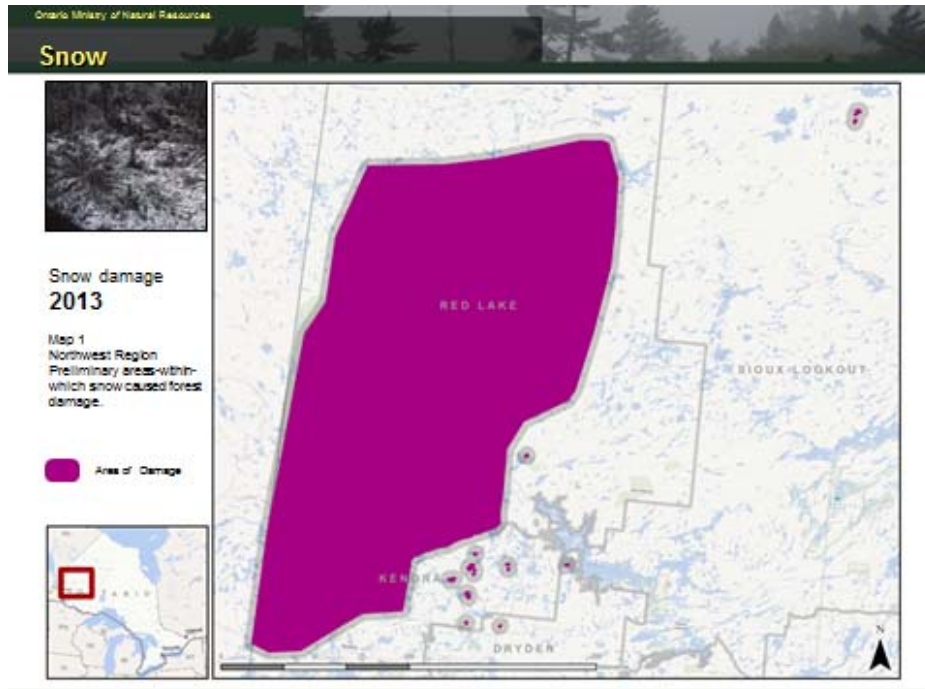 Ontario Ministry of Natural Resources
Snow
Snow damage
2013
Map 1
Northwest Region
Preliminary areas-within-
which snow caused forest
damage.
Area of Damage
RED LAKE
SIOUX LOOKOUT
KENORA
DRYDEN
N